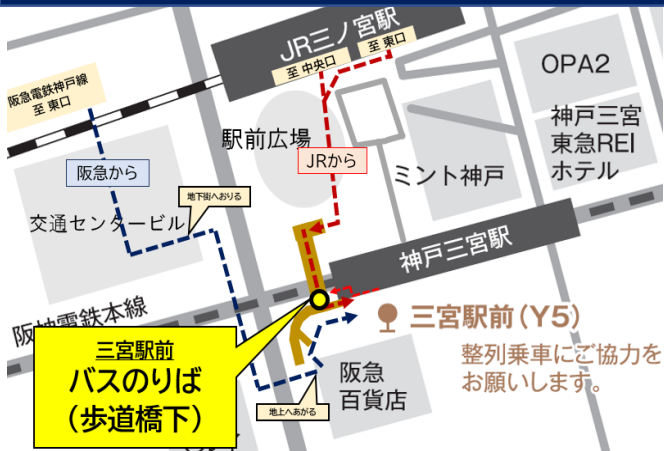 JR三ノ宮駅
至 中央口
至 東口
阪急電鉄神戸線
至 東口
OPA2
神戸三宮
東急REI
ホテル
駅前広場
JRから
阪急から
ミント神戸
地下街へおりる
交通センタービル
神戸三宮駅
阪神電鉄本線
三宮駅前(Y5)
整列乗車にご協力を
お願いします。
三宮駅前
バスのりば
(歩道橋下)
阪急
百貨店
地上へあがる